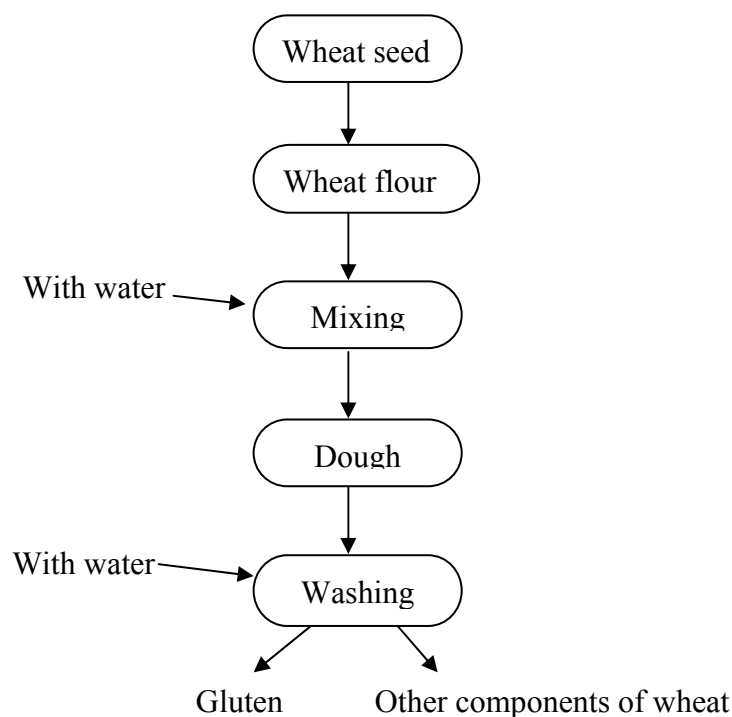 Wheat seed
Wheat flour
With water
Mixing
Dough
With water
Washing
Gluten
Other components of wheat